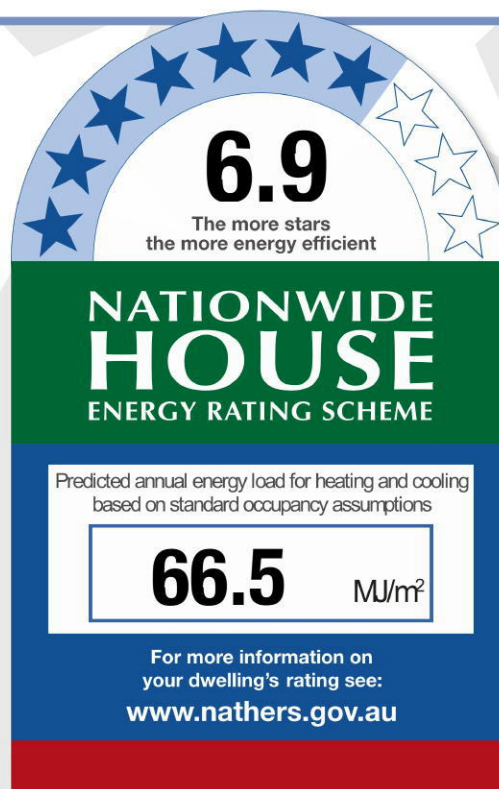 6.9
The more stars
the more energy efficient
NATIONWIDE
HOUSE
ENERGY RATING SCHEME
Predicted annual energy load for heating and cooling
based on standard occupancy assumptions
66.5 MJ/m²
For more information on
your dwelling's rating see:
www.nathers.gov.au